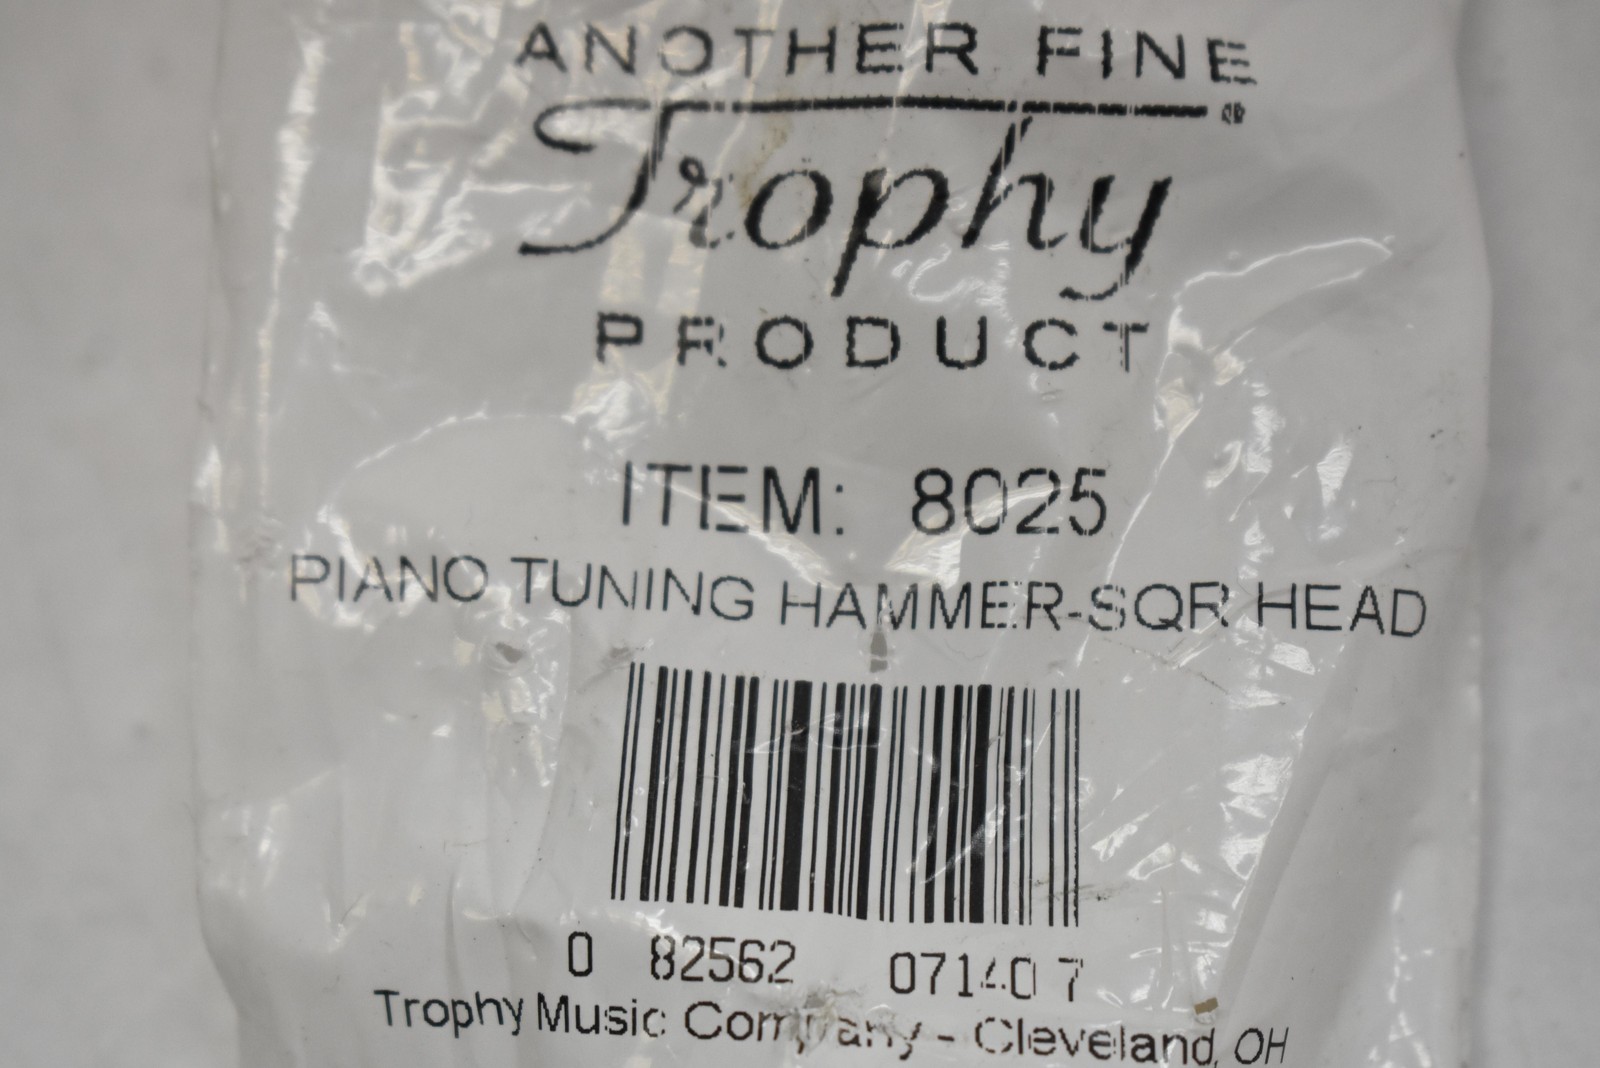 ANOTHER FINE
Trophy®
PRODUCT
ITEM: 8025
PIANO TUNING HAMMER-SQR HEAD
0 82562 07140 7
Trophy Music Company - Cleveland, OH